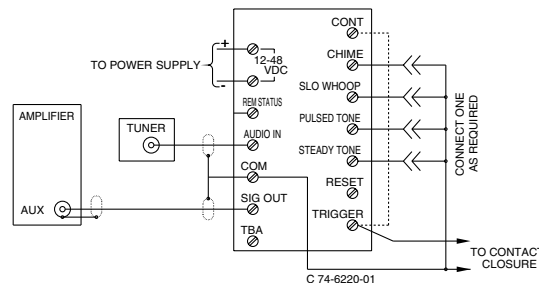 CONT
+
12-48
VDC
CHIME
TO POWER SUPPLY
-
SLO WHOOP
AMPLIFIER
REM STATUS
TUNER
PULSED TONE
AUDIO IN
CONNECT ONE
AS REQUIRED
STEADY TONE
COM
RESET
AUX
SIG OUT
TRIGGER
TBA
TO CONTACT
CLOSURE
C 74-6220-01